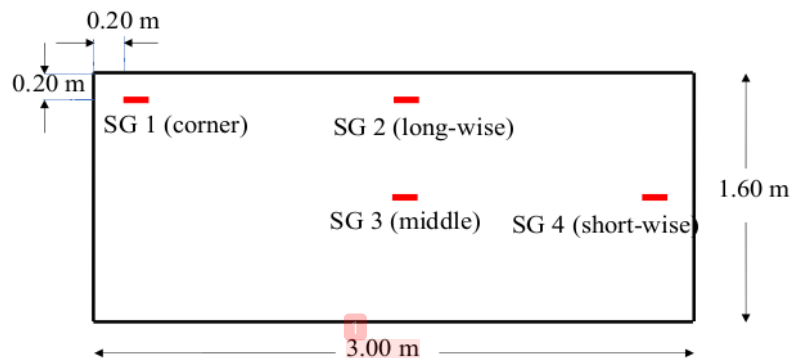 0.20 m
0.20 m
SG 1 (corner)
SG 2 (long-wise)
1.60 m
SG 3 (middle)
SG 4 (short-wise)
1
3.00 m